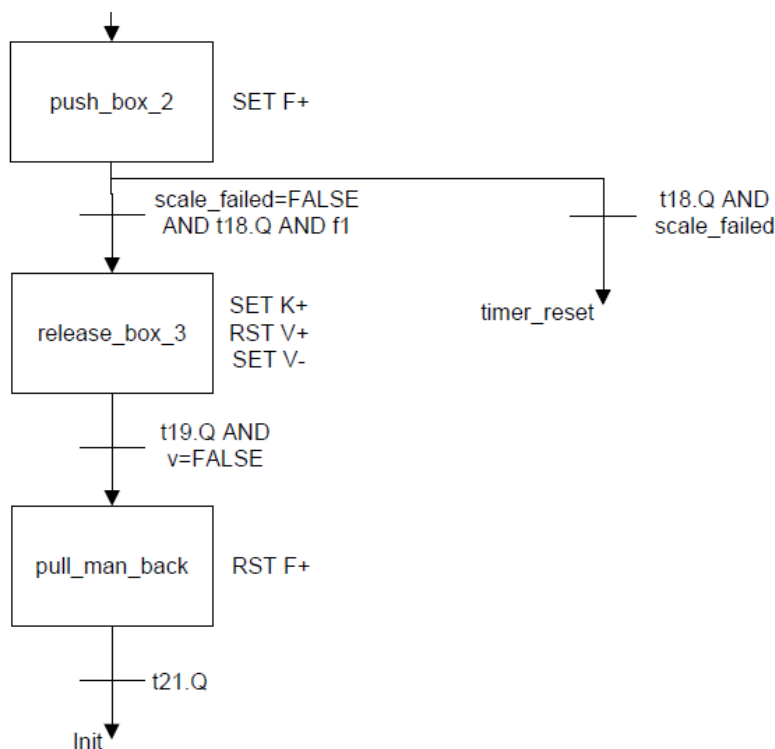 push_box_2
SET F+
scale_failed=FALSE
AND t18.Q AND f1
t18.Q AND
scale_failed
release_box_3
SET K+
RST V+
SET V-
timer_reset
t19.Q AND
v=FALSE
pull_man_back
RST F+
t21.Q
Init